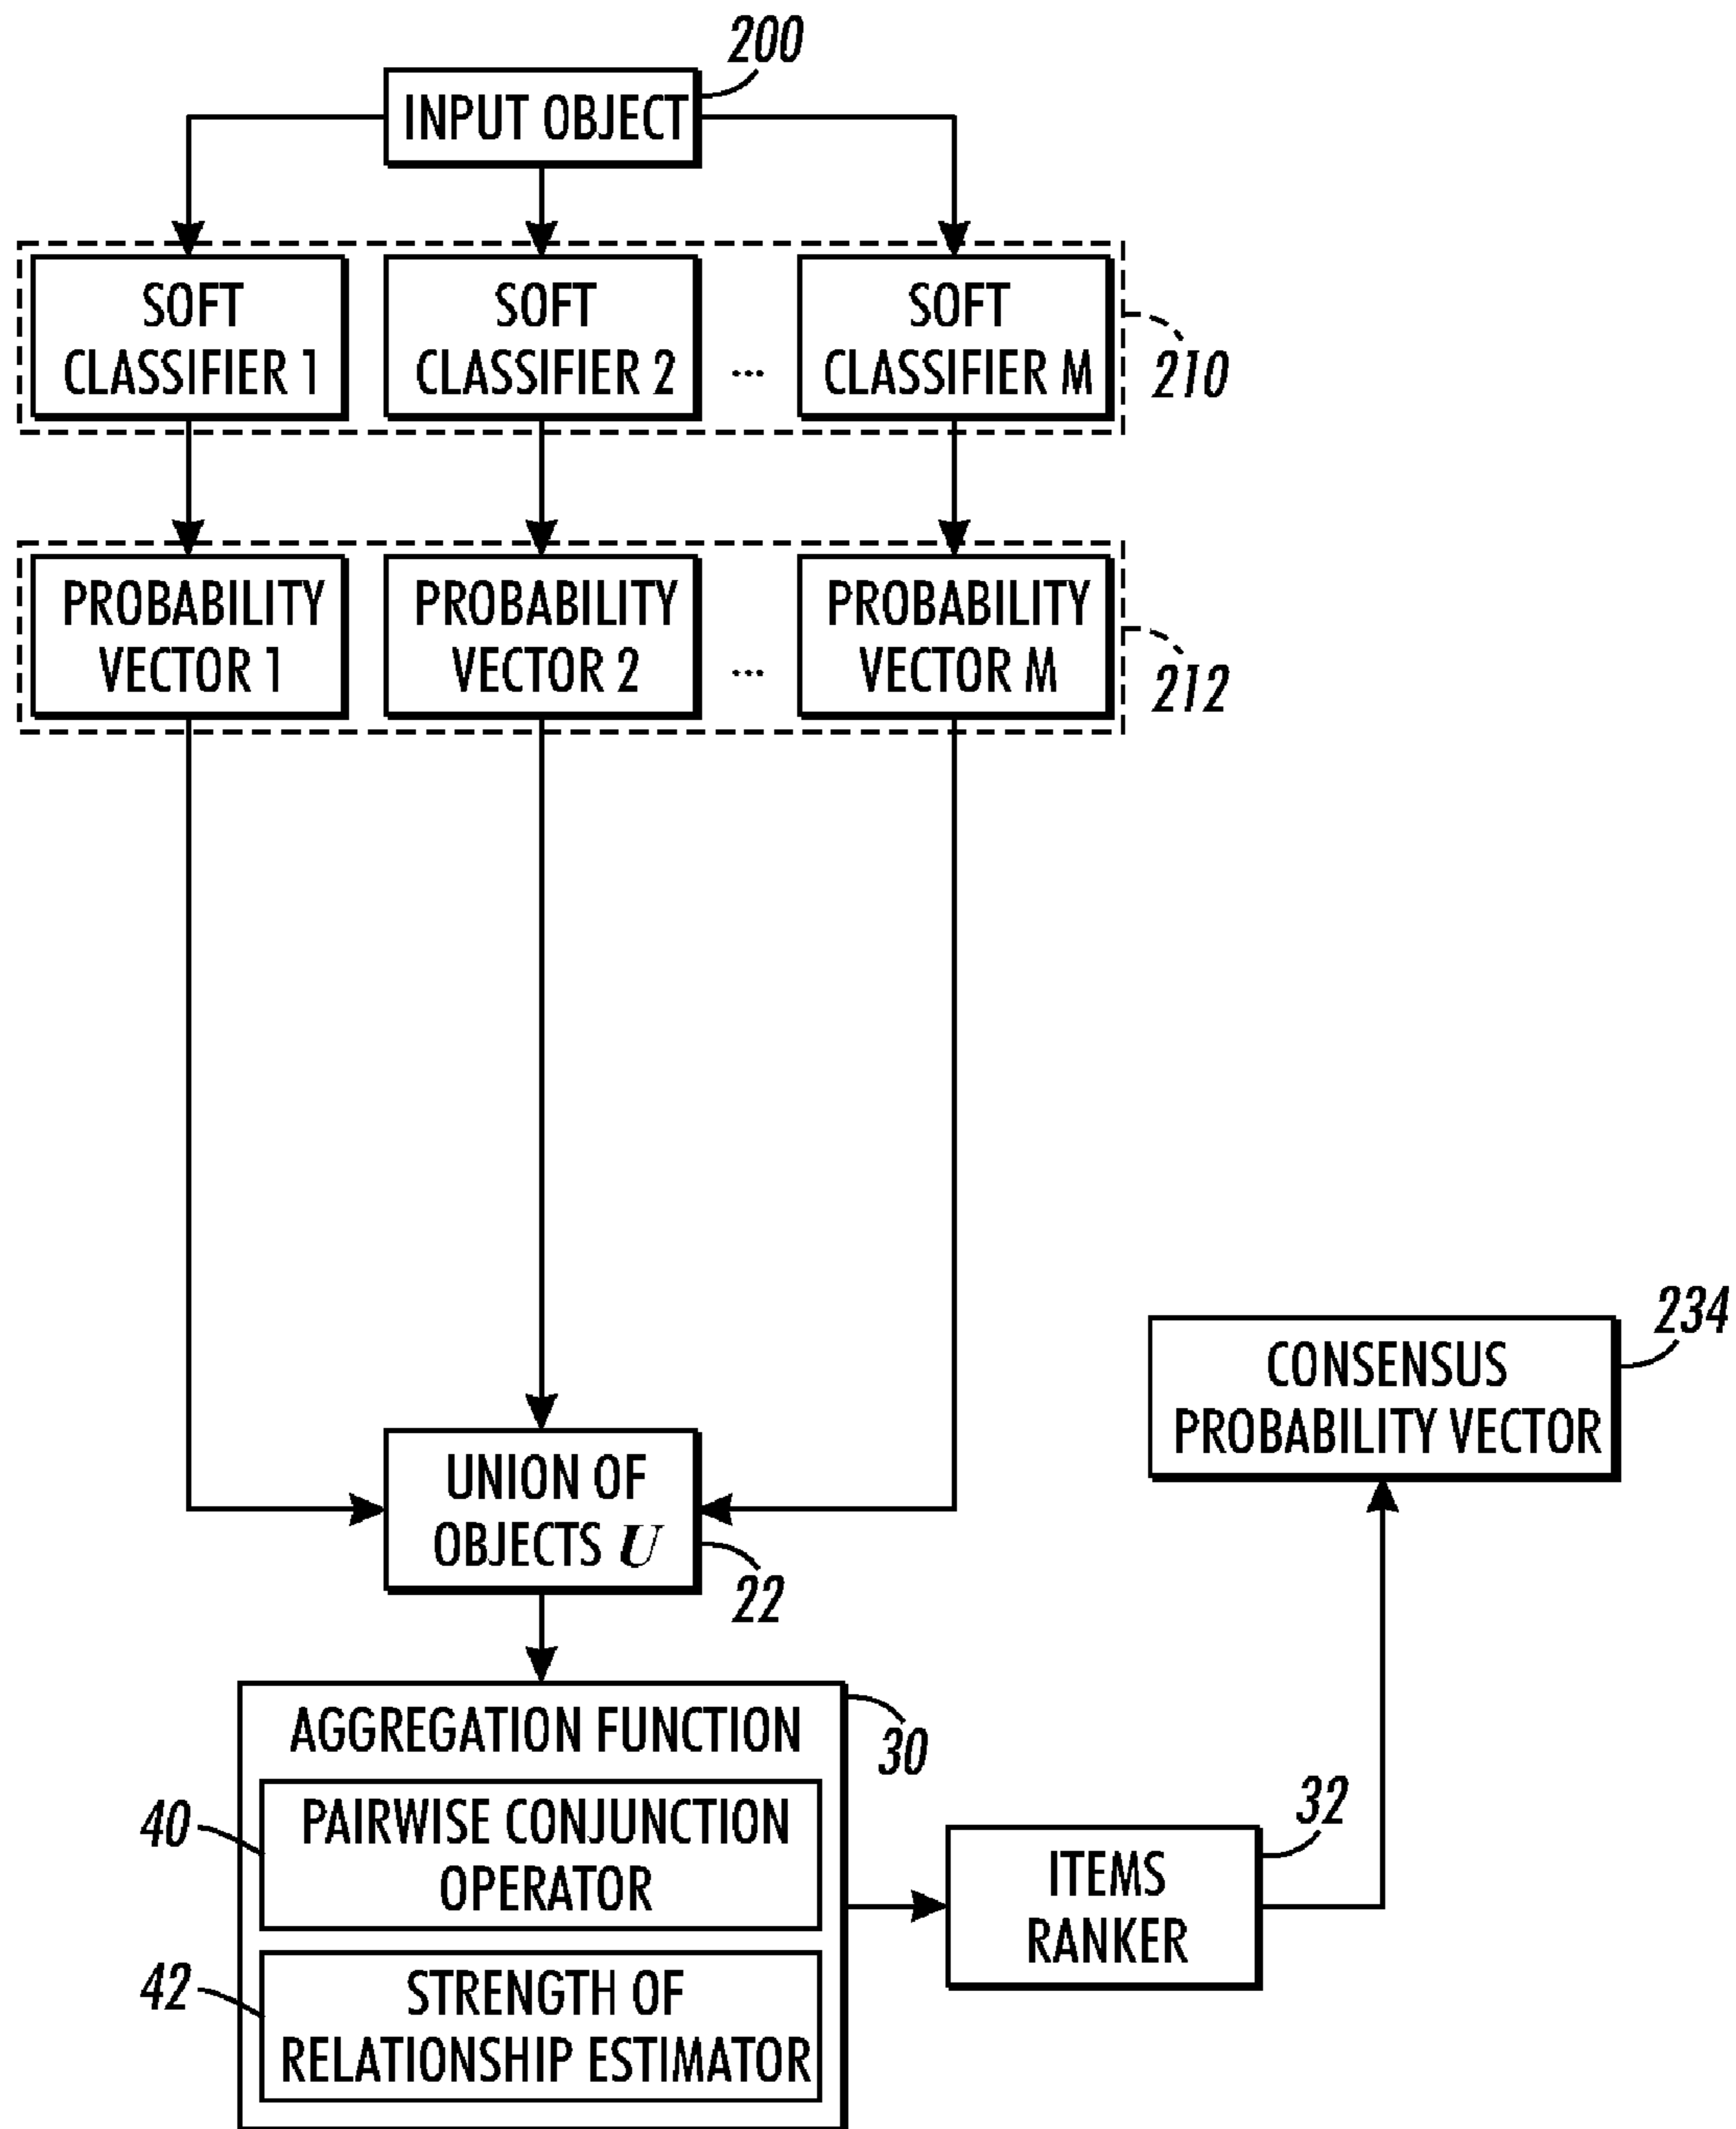 200
INPUT OBJECT
SOFT
CLASSIFIER 1
SOFT
CLASSIFIER 2
...
SOFT
CLASSIFIER M
210
PROBABILITY
VECTOR 1
PROBABILITY
VECTOR 2
...
PROBABILITY
VECTOR M
212
234
CONSENSUS
PROBABILITY VECTOR
UNION OF
OBJECTS U
22
AGGREGATION FUNCTION
30
40
PAIRWISE CONJUNCTION
OPERATOR
42
STRENGTH OF
RELATIONSHIP ESTIMATOR
32
ITEMS
RANKER